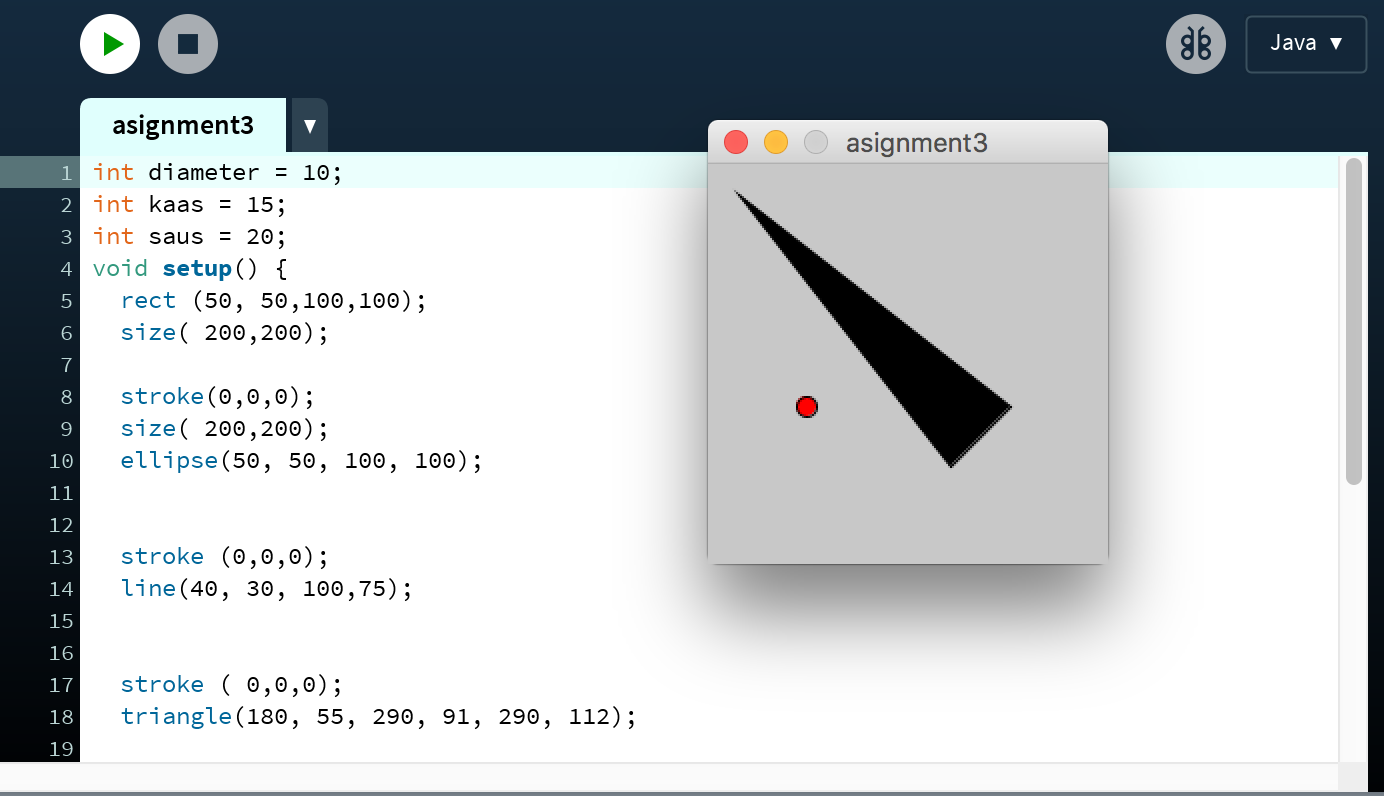 Java ▼
asignment3 ▼
asignment3
1 int diameter = 10;
2 int kaas = 15;
3 int saus = 20;
4 void setup() {
5   rect (50, 50,100,100);
6   size( 200,200);
7
8   stroke(0,0,0);
9   size( 200,200);
10   ellipse(50, 50, 100, 100);
11
12
13   stroke (0,0,0);
14   line(40, 30, 100,75);
15
16
17   stroke ( 0,0,0);
18   triangle(180, 55, 290, 91, 290, 112);
19